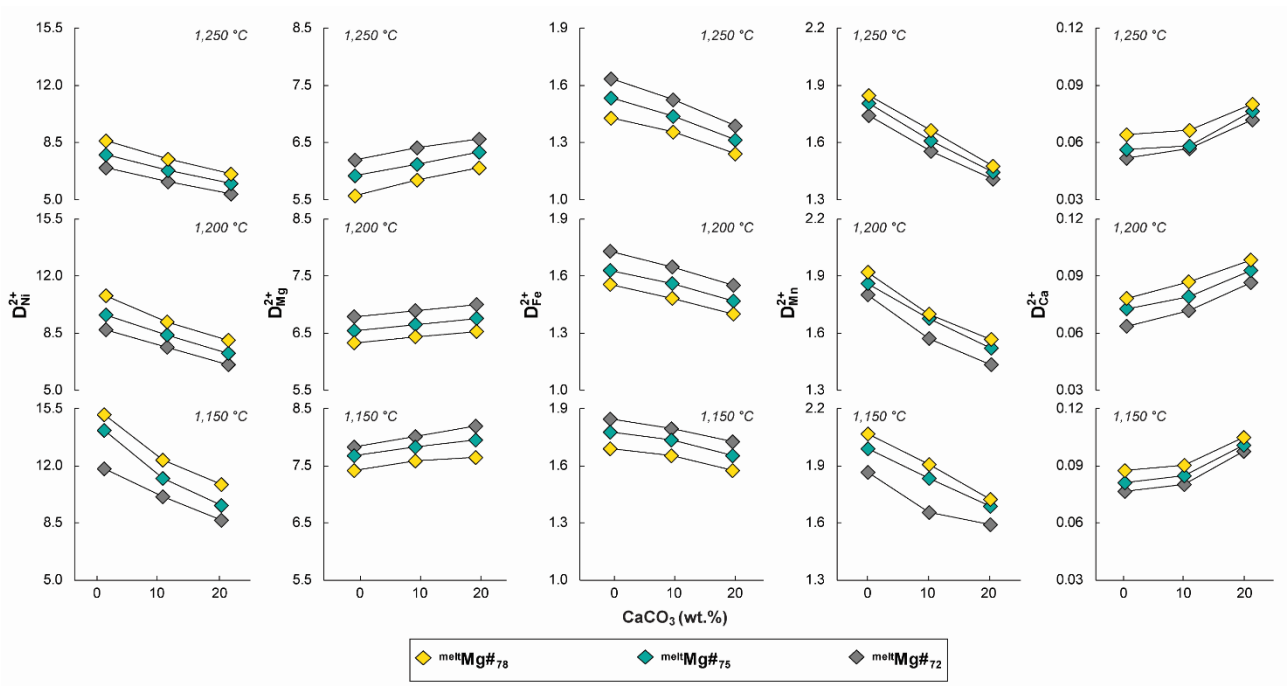 15.5 12.0 8.5 5.0 1,250 °C
8.5 7.5 6.5 5.5 1,250 °C
1.9 1.6 1.3 1.0 1,250 °C
2.2 1.9 1.6 1.3 1,250 °C
0.12 0.09 0.06 0.03 1,250 °C
D²⁺Ni 15.5 12.0 8.5 5.0 1,200 °C
D²⁺Mg 8.5 7.5 6.5 5.5 1,200 °C
D²⁺Fe 1.9 1.6 1.3 1.0 1,200 °C
D²⁺Mn 2.2 1.9 1.6 1.3 1,200 °C
D²⁺Ca 0.12 0.09 0.06 0.03 1,200 °C
15.5 12.0 8.5 5.0 1,150 °C
8.5 7.5 6.5 5.5 1,150 °C
1.9 1.6 1.3 1.0 1,150 °C
2.2 1.9 1.6 1.3 1,150 °C
0.12 0.09 0.06 0.03 1,150 °C
0 10 20 0 10 20 0 10 20 0 10 20 0 10 20
CaCO₃ (wt.%)
meltMg#₇₈ meltMg#₇₅ meltMg#₇₂